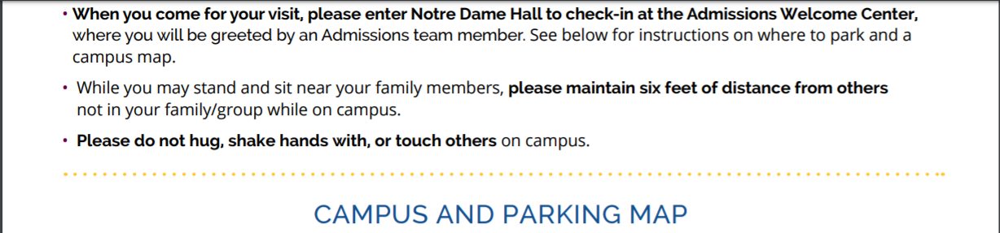 • When you come for your visit, please enter Notre Dame Hall to check-in at the Admissions Welcome Center,
where you will be greeted by an Admissions team member. See below for instructions on where to park and a
campus map.
• While you may stand and sit near your family members, please maintain six feet of distance from others
not in your family/group while on campus.
• Please do not hug, shake hands with, or touch others on campus.
CAMPUS AND PARKING MAP